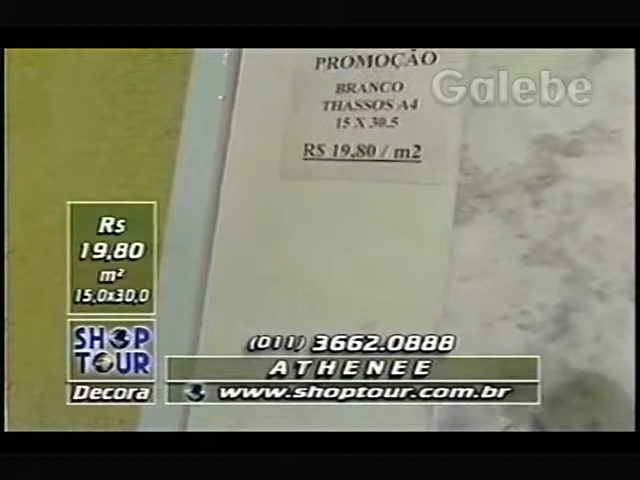 PROMOÇÃO
BRANCO
THASSOS A4
15 X 30.5
R$ 19,80 / m2
Galebe
Rs
19,80
m²
15,0x30,0
SHOP
TOUR
Decora
(011) 3662.0888
ATHENEE
www.shoptour.com.br